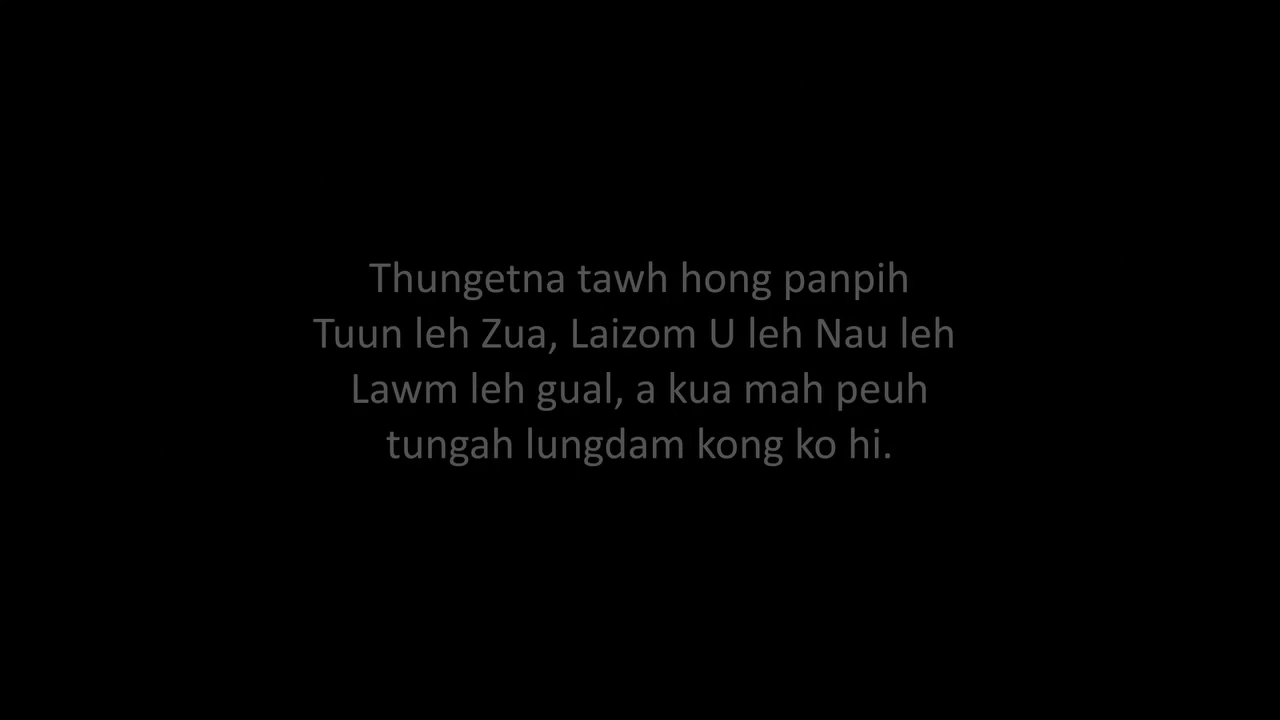 Thungetna tawh hong panpih
Tuun leh Zua, Laizom U leh Nau leh
Lawm leh gual, a kua mah peuh
tungah lungdam kong ko hi.